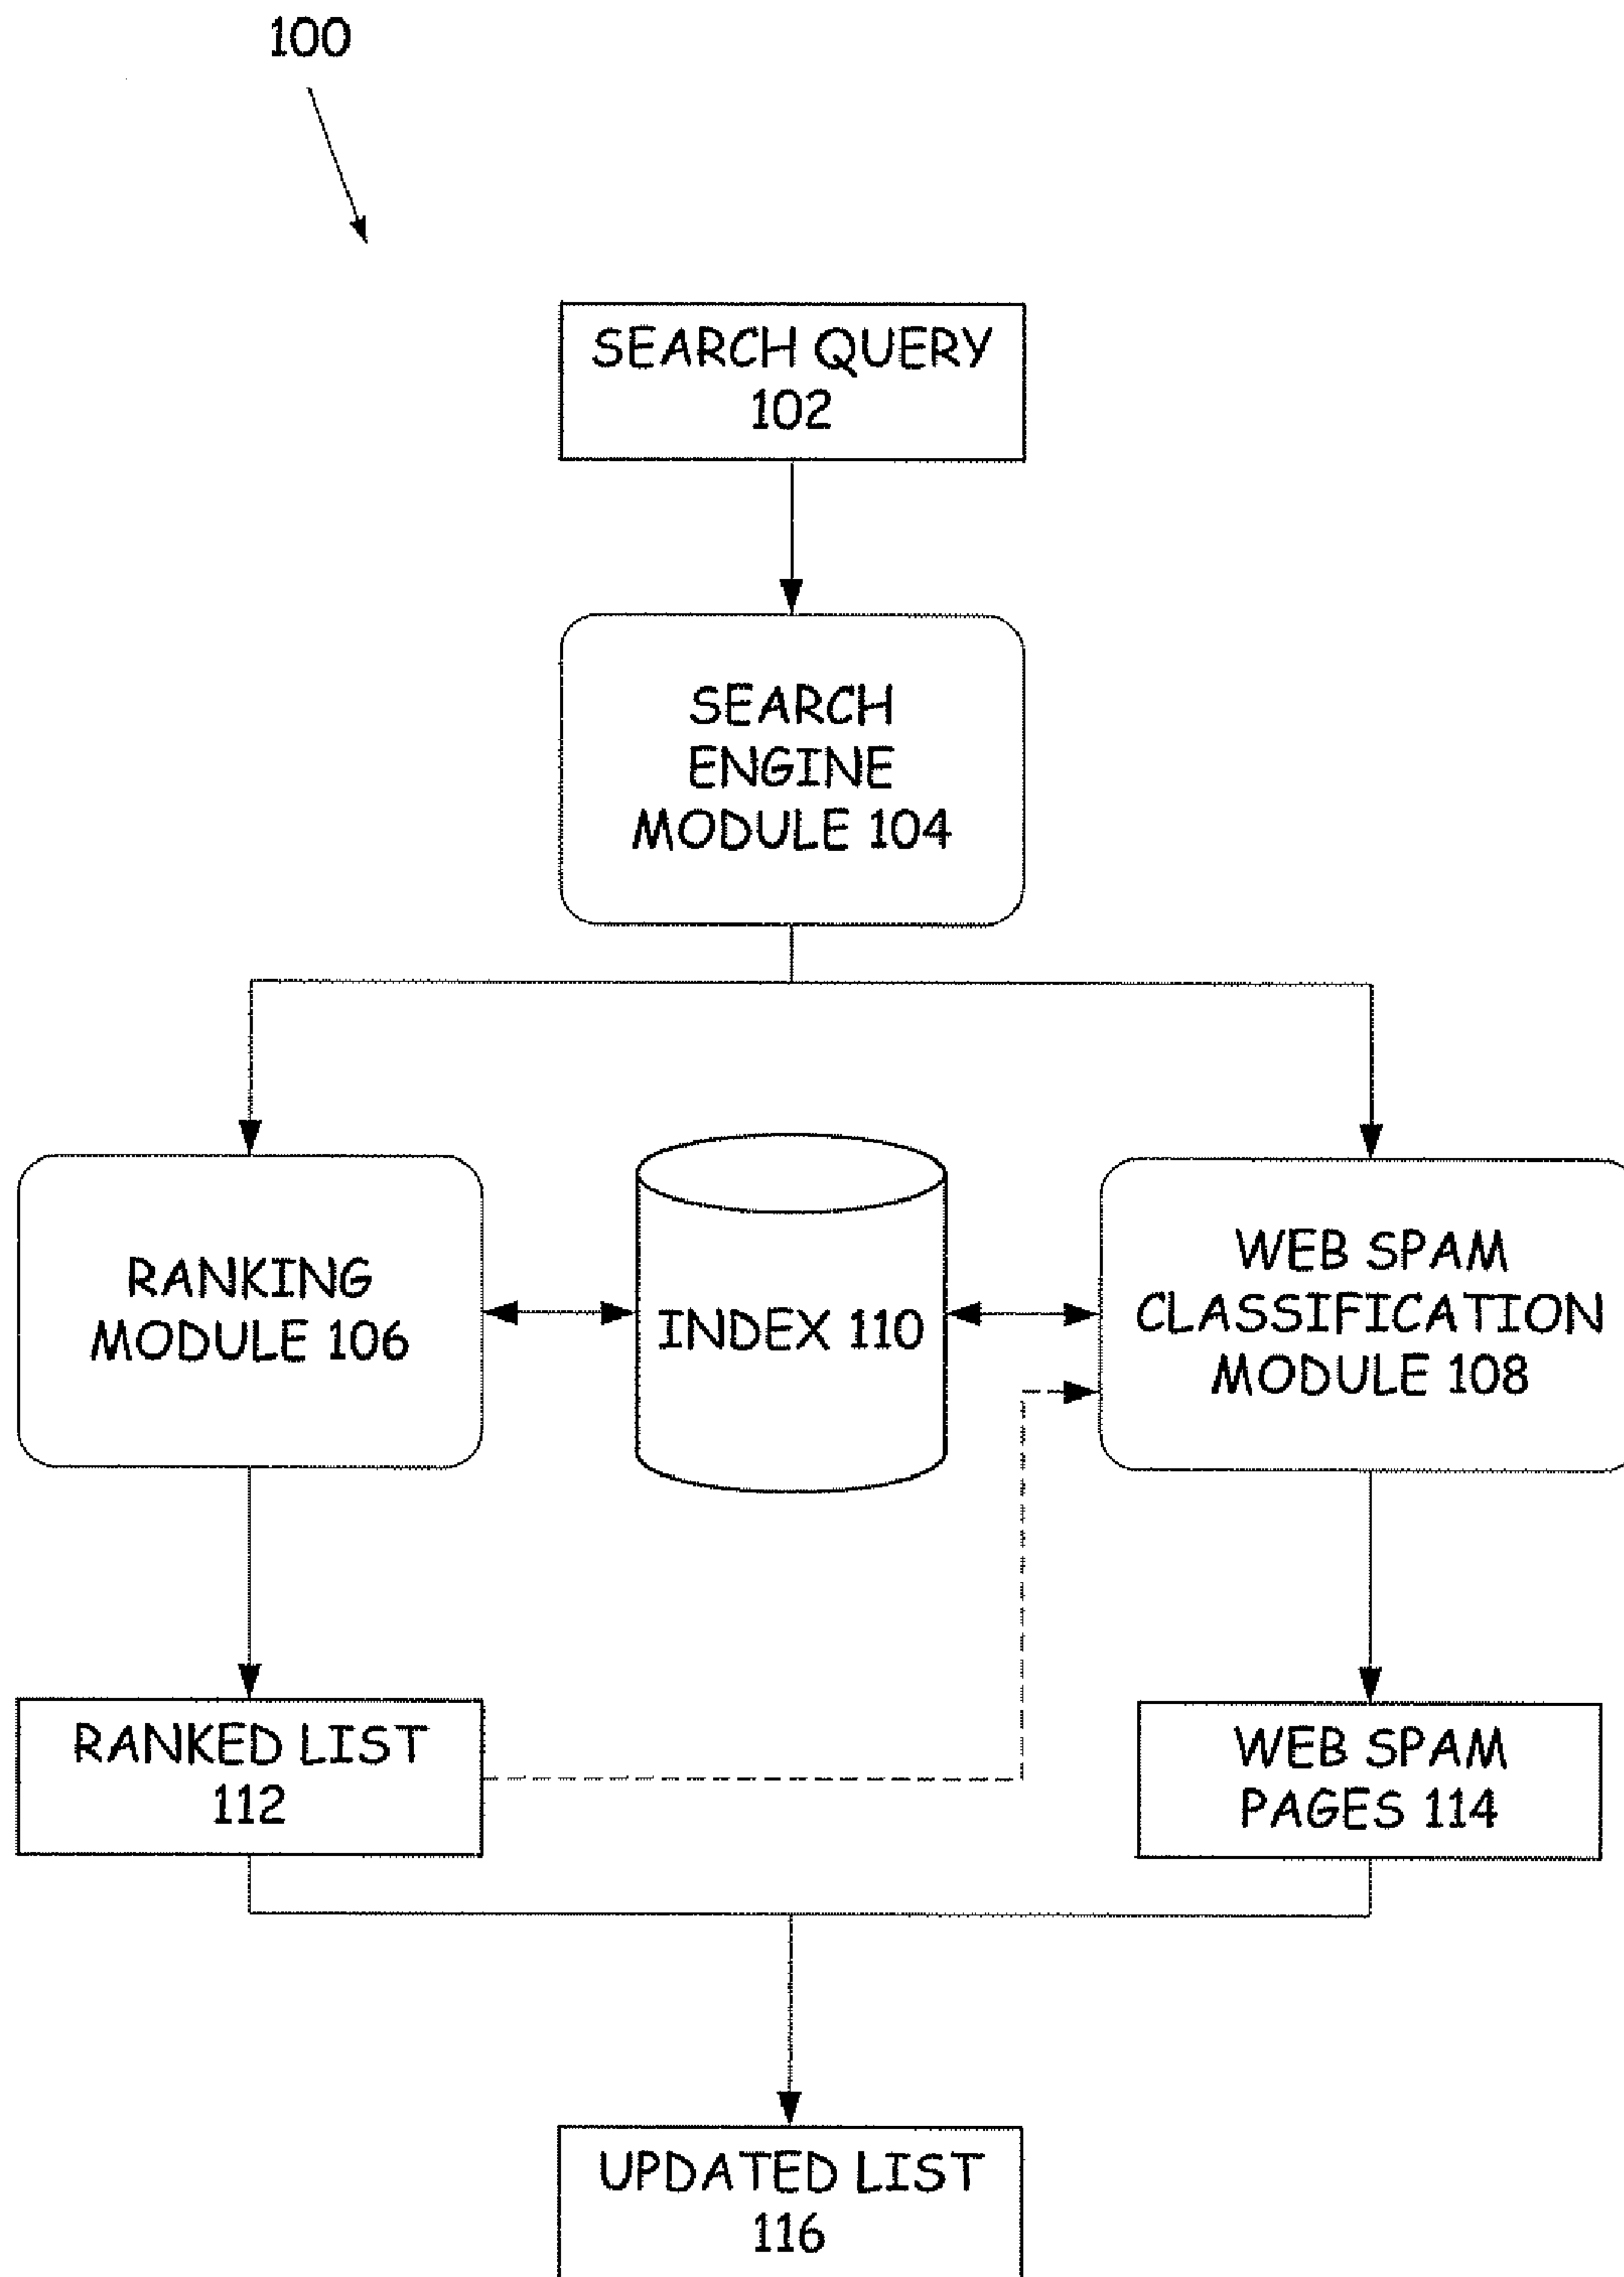 100
SEARCH QUERY
102
SEARCH
ENGINE
MODULE 104
RANKING
MODULE 106
INDEX 110
WEB SPAM
CLASSIFICATION
MODULE 108
RANKED LIST
112
WEB SPAM
PAGES 114
UPDATED LIST
116